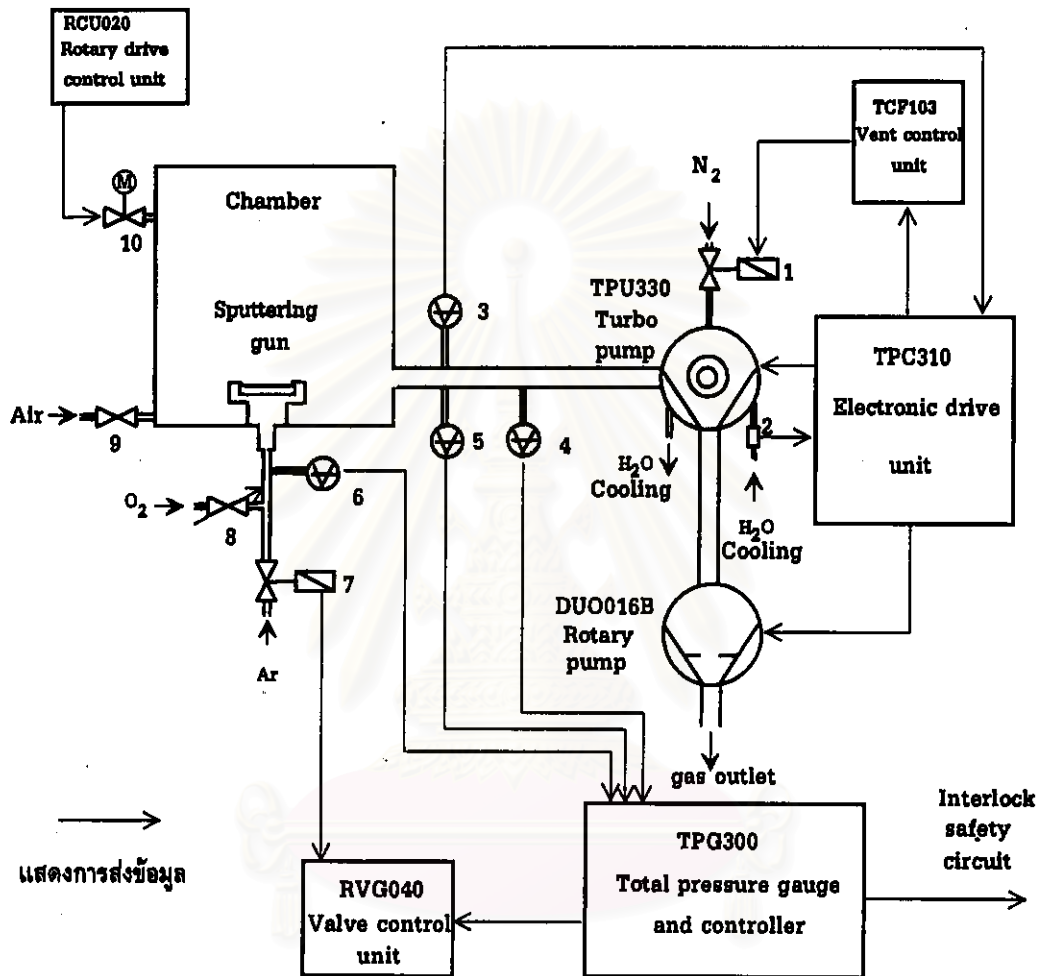 RCU020
Rotary drive
control unit
M
10
Chamber
Sputtering
gun
Air
9
O2
8
6
7
Ar
3
5
4
N2
1
TCF103
Vent control
unit
TPU330
Turbo
pump
2
H2O
Cooling
H2O
Cooling
TPC310
Electronic drive
unit
DUO016B
Rotary
pump
gas outlet
แสดงการส่งข้อมูล
RVG040
Valve control
unit
TPG300
Total pressure gauge
and controller
Interlock
safety
circuit